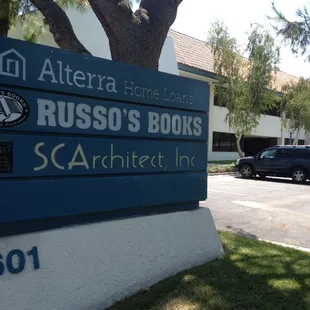 Alterra Home Loans
RUSSO'S BOOKS
SCArchitect, Inc
601